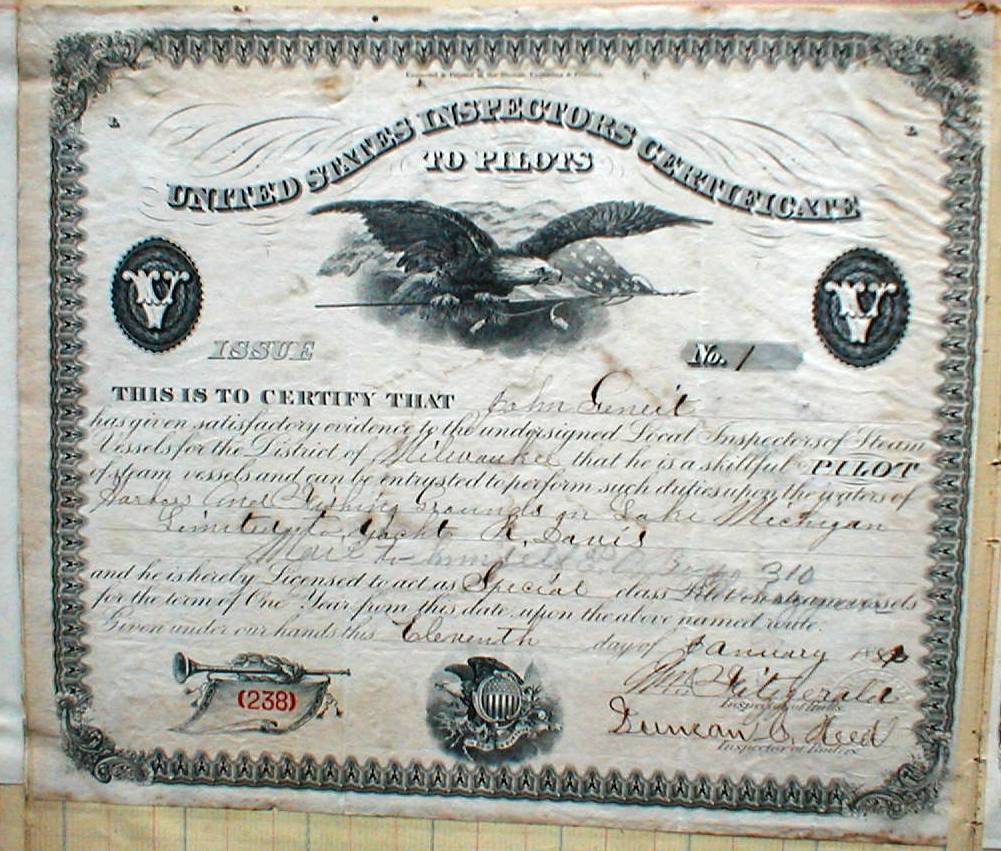 UNITED STATES INSPECTORS CERTIFICATE
TO PILOTS
ISSUE
No. 1
THIS IS TO CERTIFY THAT John
has given satisfactory evidence to the undersigned Local Inspectors of Steam
Vessels for the District of Milwaukee that he is a skillful PILOT
of steam vessels and can be entrusted to perform such duties upon the waters of
Harbor and Fishing Grounds on Lake Michigan
Limited to Yacht R. Davis
310
and he is hereby Licensed to act as Special class Pilot on steam vessels
for the term of One Year from this date, upon the above named route.
Given under our hands this Eleventh day of January
Wm. Fitzgerald
Inspector of Hulls
Duncan C. Reed
Inspector of Boilers
(238)